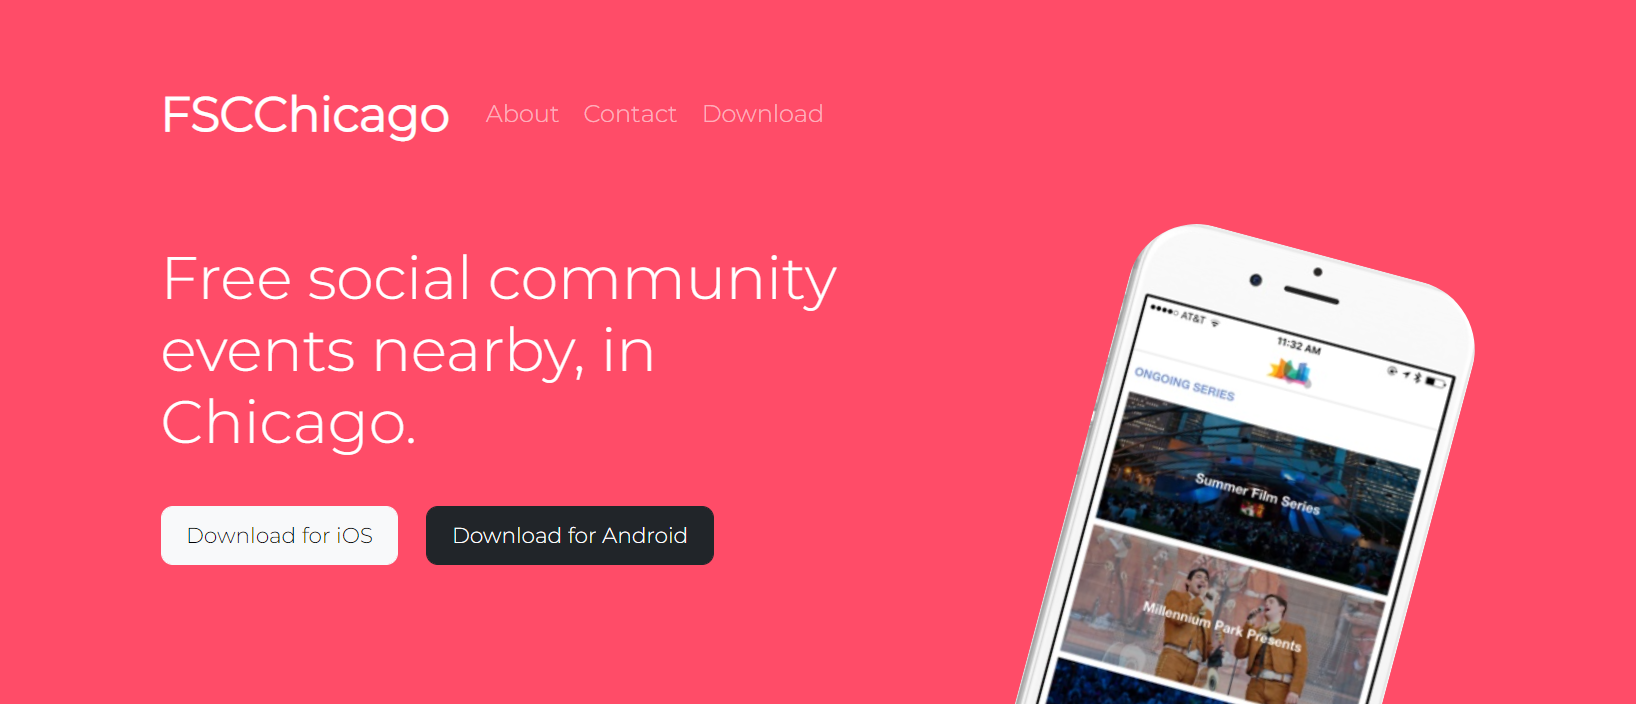 FSCChicago
About
Contact
Download
Free social community
events nearby, in
Chicago.
Download for iOS
Download for Android
AT&T
11:32 AM
ONGOING SERIES
Summer Film Series
Millennium Park Presents